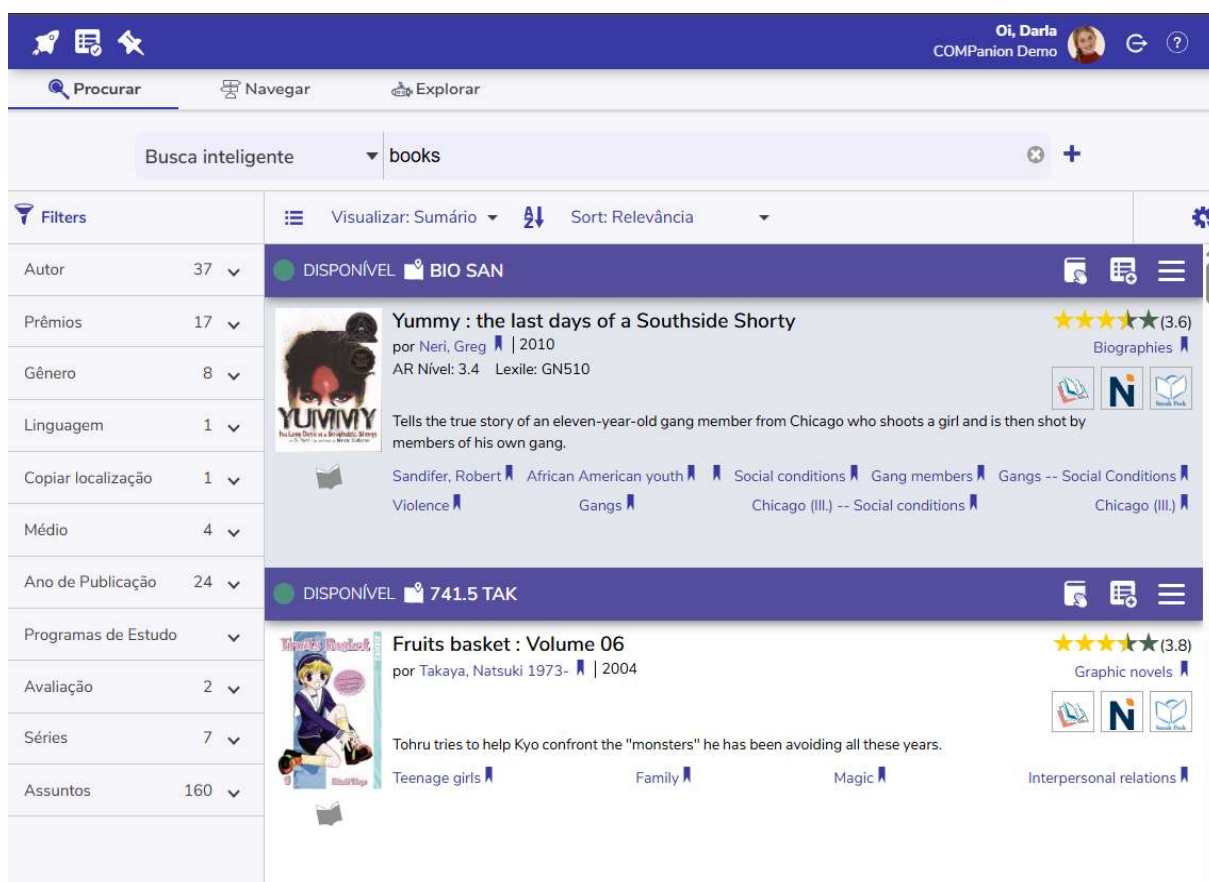 Oi, Darla
COMPanion Demo
Procurar
Navegar
Explorar
Busca inteligente
books
Filters
Visualizar: Sumário
Sort: Relevância
Autor 37
Prêmios 17
Gênero 8
Linguagem 1
Copiar localização 1
Médio 4
Ano de Publicação 24
Programas de Estudo
Avaliação 2
Séries 7
Assuntos 160
DISPONÍVEL BIO SAN
YUMMY
Yummy : the last days of a Southside Shorty
(3.6)
por Neri, Greg | 2010
Biographies
AR Nível: 3.4 Lexile: GN510
Tells the true story of an eleven-year-old gang member from Chicago who shoots a girl and is then shot by
members of his own gang.
Sandifer, Robert African American youth Social conditions Gang members Gangs -- Social Conditions
Violence Gangs Chicago (Ill.) -- Social conditions Chicago (Ill.)
DISPONÍVEL 741.5 TAK
Fruits Basket
Fruits basket : Volume 06
(3.8)
por Takaya, Natsuki 1973- | 2004
Graphic novels
Tohru tries to help Kyo confront the "monsters" he has been avoiding all these years.
Teenage girls Family Magic Interpersonal relations